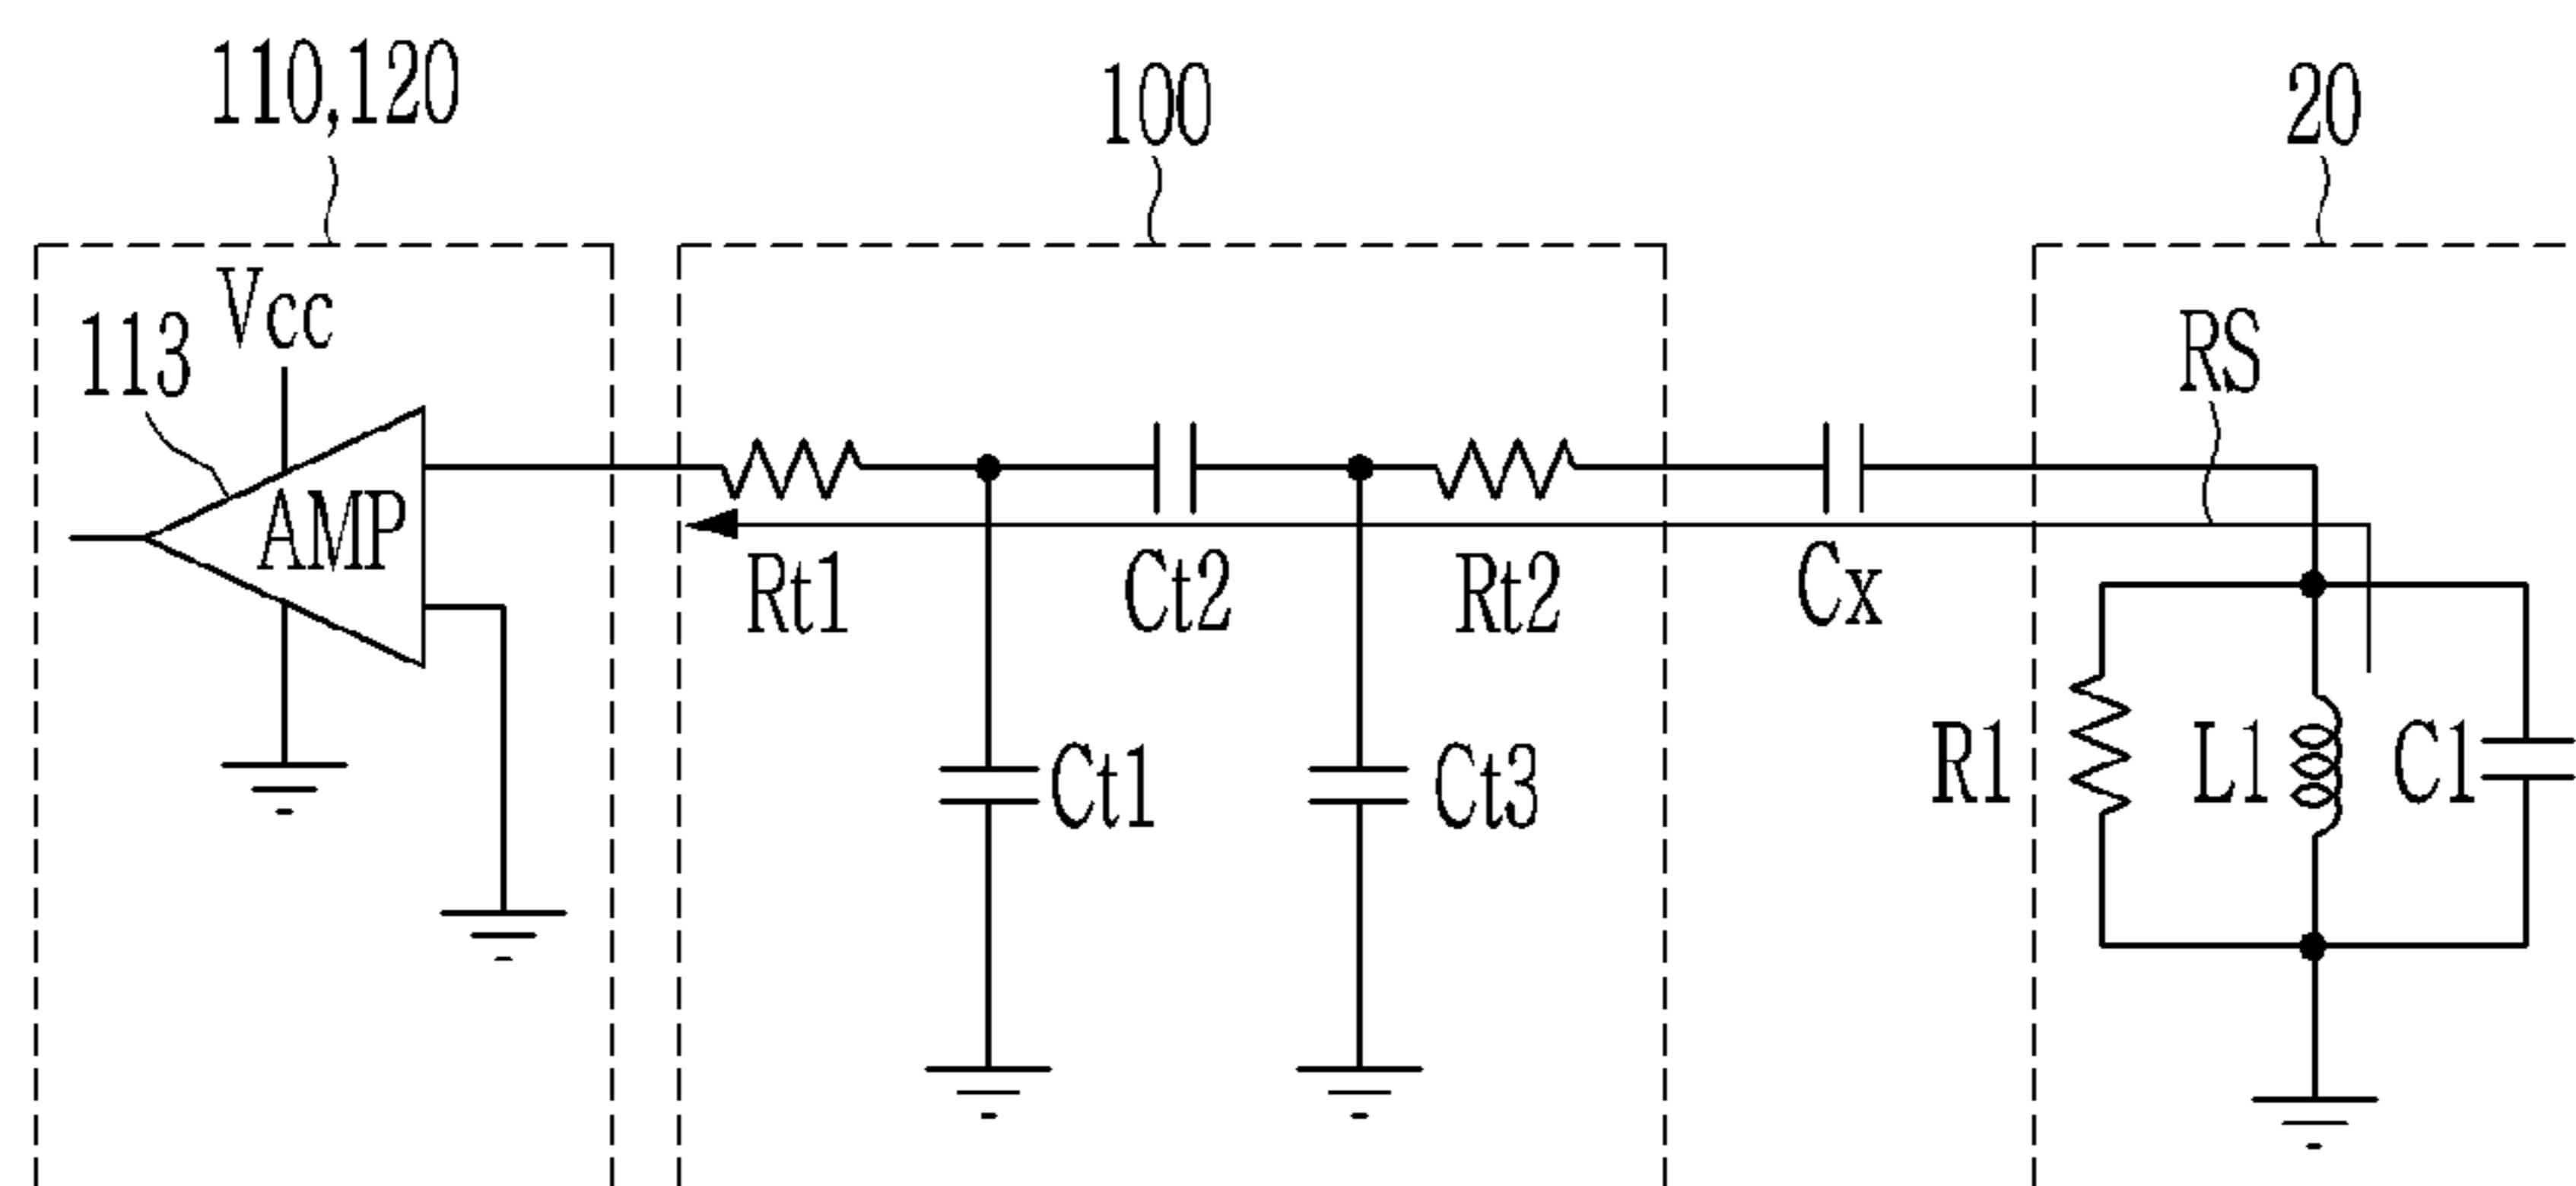 110,120
100
20
Vcc
113
RS
AMP
Rt1
Ct2
Rt2
Cx
Ct1
Ct3
R1
L1
C1